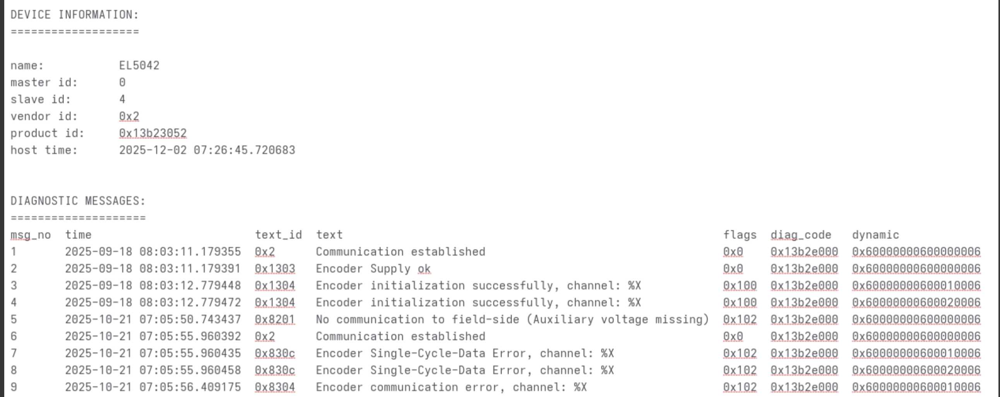 DEVICE INFORMATION:
===================
name: EL5042
master id: 0
slave id: 4
vendor id: 0x2
product id: 0x13b23052
host time: 2025-12-02 07:26:45.720683
DIAGNOSTIC MESSAGES:
====================
msg_no time text_id text flags diag_code dynamic
1 2025-09-18 08:03:11.179355 0x2 Communication established 0x0 0x13b2e000 0x60000000600000006
2 2025-09-18 08:03:11.179391 0x1303 Encoder Supply ok 0x0 0x13b2e000 0x60000000600000006
3 2025-09-18 08:03:12.779448 0x1304 Encoder initialization successfully, channel: %X 0x100 0x13b2e000 0x60000000600010006
4 2025-09-18 08:03:12.779472 0x1304 Encoder initialization successfully, channel: %X 0x100 0x13b2e000 0x60000000600020006
5 2025-10-21 07:05:50.743437 0x8201 No communication to field-side (Auxiliary voltage missing) 0x102 0x13b2e000 0x60000000600000006
6 2025-10-21 07:05:55.960392 0x2 Communication established 0x0 0x13b2e000 0x60000000600000006
7 2025-10-21 07:05:55.960435 0x830c Encoder Single-Cycle-Data Error, channel: %X 0x102 0x13b2e000 0x60000000600010006
8 2025-10-21 07:05:55.960458 0x830c Encoder Single-Cycle-Data Error, channel: %X 0x102 0x13b2e000 0x60000000600020006
9 2025-10-21 07:05:56.409175 0x8304 Encoder communication error, channel: %X 0x102 0x13b2e000 0x60000000600010006